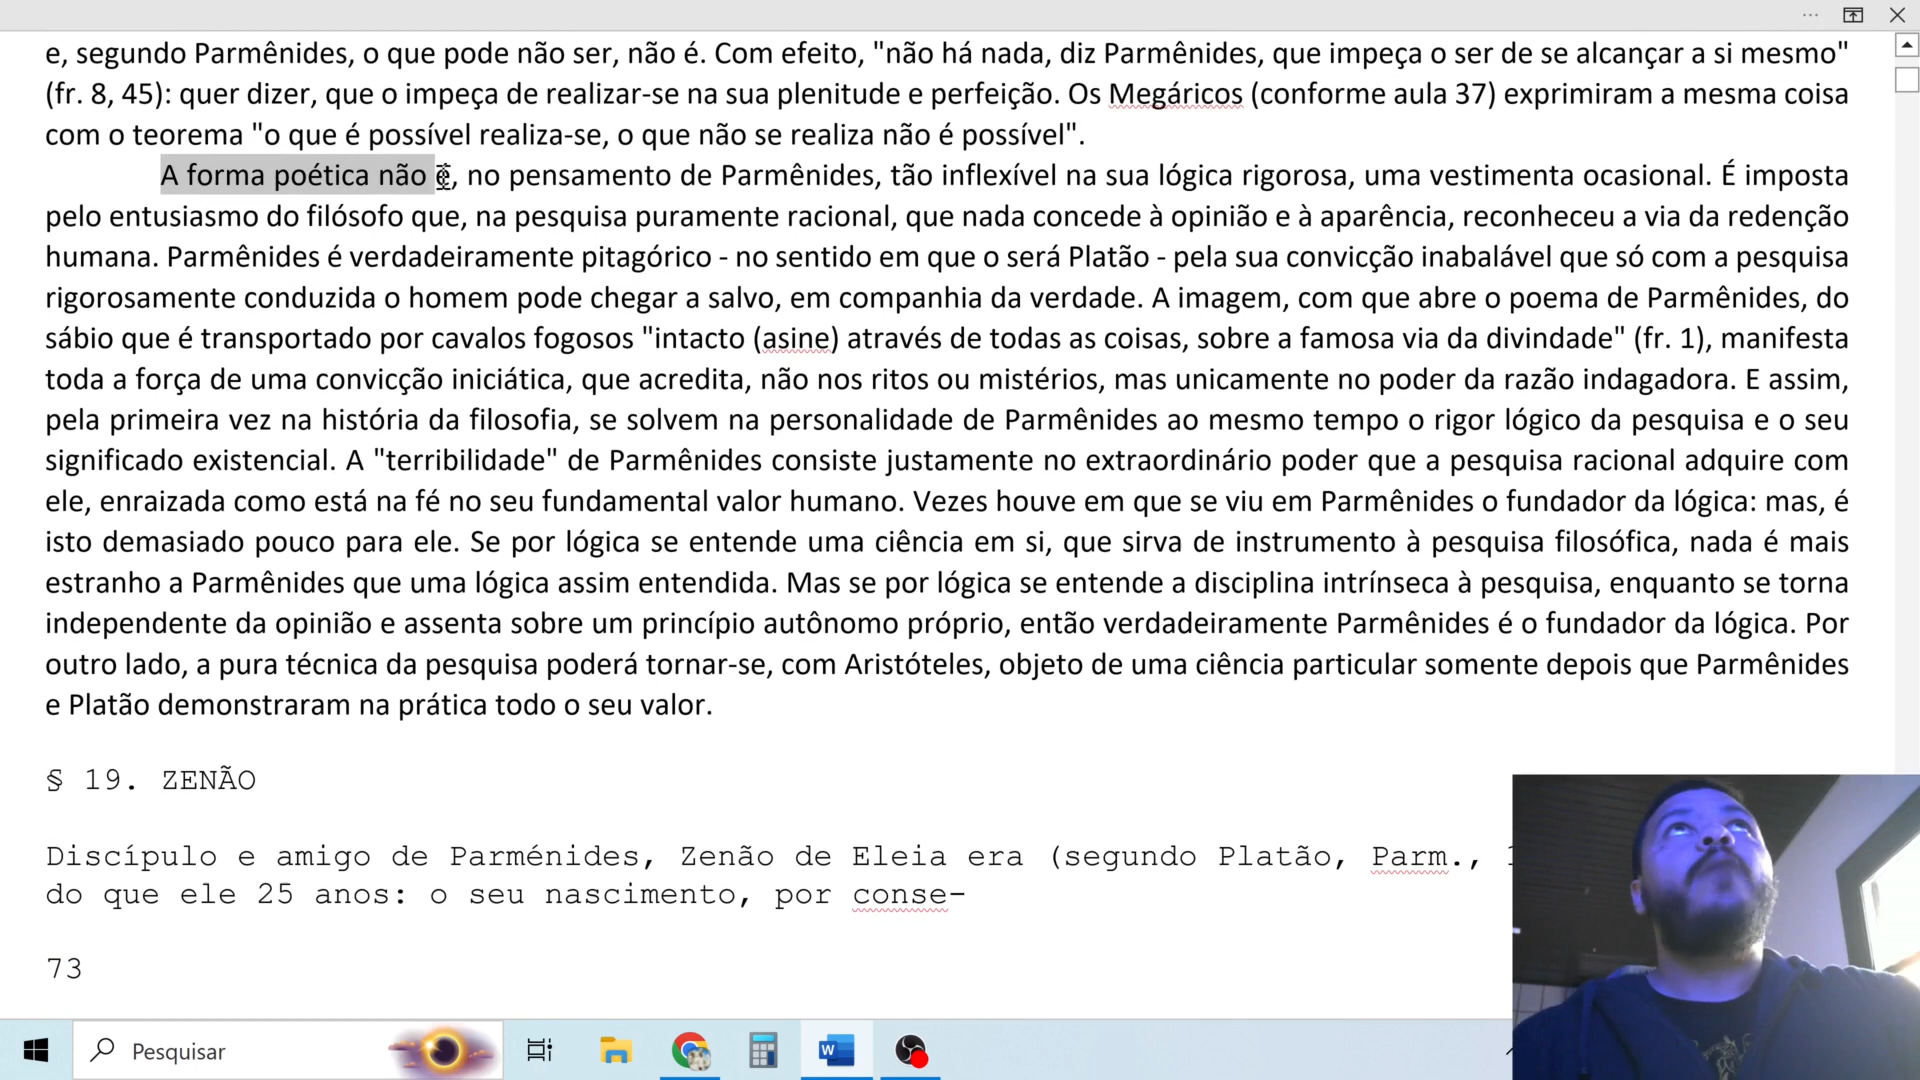 e, segundo Parmênides, o que pode não ser, não é. Com efeito, "não há nada, diz Parmênides, que impeça o ser de se alcançar a si mesmo"
(fr. 8, 45): quer dizer, que o impeça de realizar-se na sua plenitude e perfeição. Os Megáricos (conforme aula 37) exprimiram a mesma coisa
com o teorema "o que é possível realiza-se, o que não se realiza não é possível".
A forma poética não é, no pensamento de Parmênides, tão inflexível na sua lógica rigorosa, uma vestimenta ocasional. É imposta
pelo entusiasmo do filósofo que, na pesquisa puramente racional, que nada concede à opinião e à aparência, reconheceu a via da redenção
humana. Parmênides é verdadeiramente pitagórico - no sentido em que o será Platão - pela sua convicção inabalável que só com a pesquisa
rigorosamente conduzida o homem pode chegar a salvo, em companhia da verdade. A imagem, com que abre o poema de Parmênides, do
sábio que é transportado por cavalos fogosos "intacto (asine) através de todas as coisas, sobre a famosa via da divindade" (fr. 1), manifesta
toda a força de uma convicção iniciática, que acredita, não nos ritos ou mistérios, mas unicamente no poder da razão indagadora. E assim,
pela primeira vez na história da filosofia, se solvem na personalidade de Parmênides ao mesmo tempo o rigor lógico da pesquisa e o seu
significado existencial. A "terribilidade" de Parmênides consiste justamente no extraordinário poder que a pesquisa racional adquire com
ele, enraizada como está na fé no seu fundamental valor humano. Vezes houve em que se viu em Parmênides o fundador da lógica: mas, é
isto demasiado pouco para ele. Se por lógica se entende uma ciência em si, que sirva de instrumento à pesquisa filosófica, nada é mais
estranho a Parmênides que uma lógica assim entendida. Mas se por lógica se entende a disciplina intrínseca à pesquisa, enquanto se torna
independente da opinião e assenta sobre um princípio autônomo próprio, então verdadeiramente Parmênides é o fundador da lógica. Por
outro lado, a pura técnica da pesquisa poderá tornar-se, com Aristóteles, objeto de uma ciência particular somente depois que Parmênides
e Platão demonstraram na prática todo o seu valor.
§ 19. ZENÃO
Discípulo e amigo de Parménides, Zenão de Eleia era (segundo Platão, Parm.,
do que ele 25 anos: o seu nascimento, por conse-
73
Pesquisar